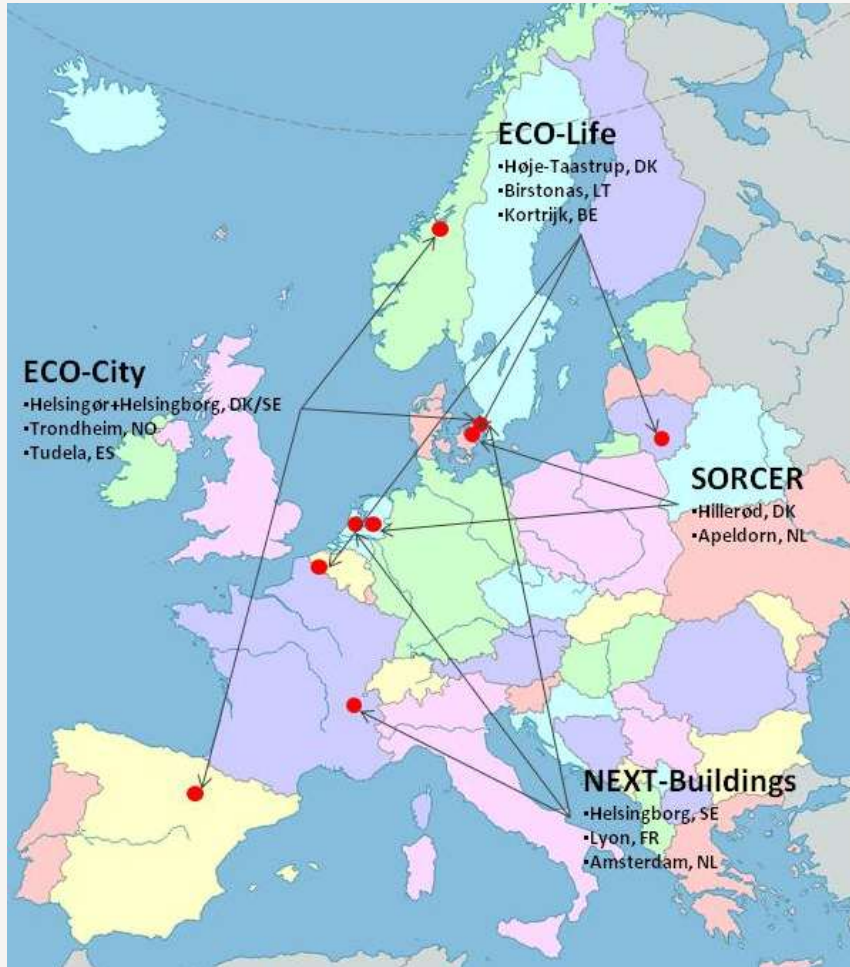 ECO-Life
▪Høje-Taastrup, DK
▪Birstonas, LT
▪Kortrijk, BE
ECO-City
▪Helsingør+Helsingborg, DK/SE
▪Trondheim, NO
▪Tudela, ES
SORCER
▪Hillerød, DK
▪Apeldorn, NL
NEXT-Buildings
▪Helsingborg, SE
▪Lyon, FR
▪Amsterdam, NL